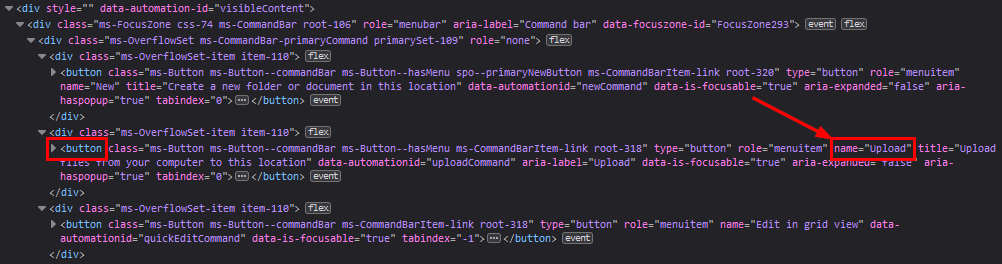 <div style="" data-automation-id="visibleContent">
<div class="ms-FocusZone css-74 ms-CommandBar root-106" role="menubar" aria-label="Command bar" data-focuszone-id="FocusZone293"> event flex
<div class="ms-OverflowSet ms-CommandBar-primaryCommand primarySet-109" role="none"> flex
<div class="ms-OverflowSet-item item-110"> flex
<button class="ms-Button ms-Button--commandBar ms-Button--hasMenu spo--primaryNewButton ms-CommandBarItem-link root-320" type="button" role="menuitem"
name="New" title="Create a new folder or document in this location" data-automationid="newCommand" data-is-focusable="true" aria-expanded="false" aria-
haspopup="true" tabindex="0"> ••• </button> event
</div>
<div class="ms-OverflowSet-item item-110"> flex
<button class="ms-Button ms-Button--commandBar ms-Button--hasMenu ms-CommandBarItem-link root-318" type="button" role="menuitem" name="Upload" title="Upload
files from your computer to this location" data-automationid="uploadCommand" aria-label="Upload" data-is-focusable="true" aria-expanded="false" aria-
haspopup="true" tabindex="0"> ••• </button> event
</div>
<div class="ms-OverflowSet-item item-110"> flex
<button class="ms-Button ms-Button--commandBar ms-CommandBarItem-link root-318" type="button" role="menuitem" name="Edit in grid view" data-
automationid="quickEditCommand" data-is-focusable="true" tabindex="-1"> ••• </button> event
</div>